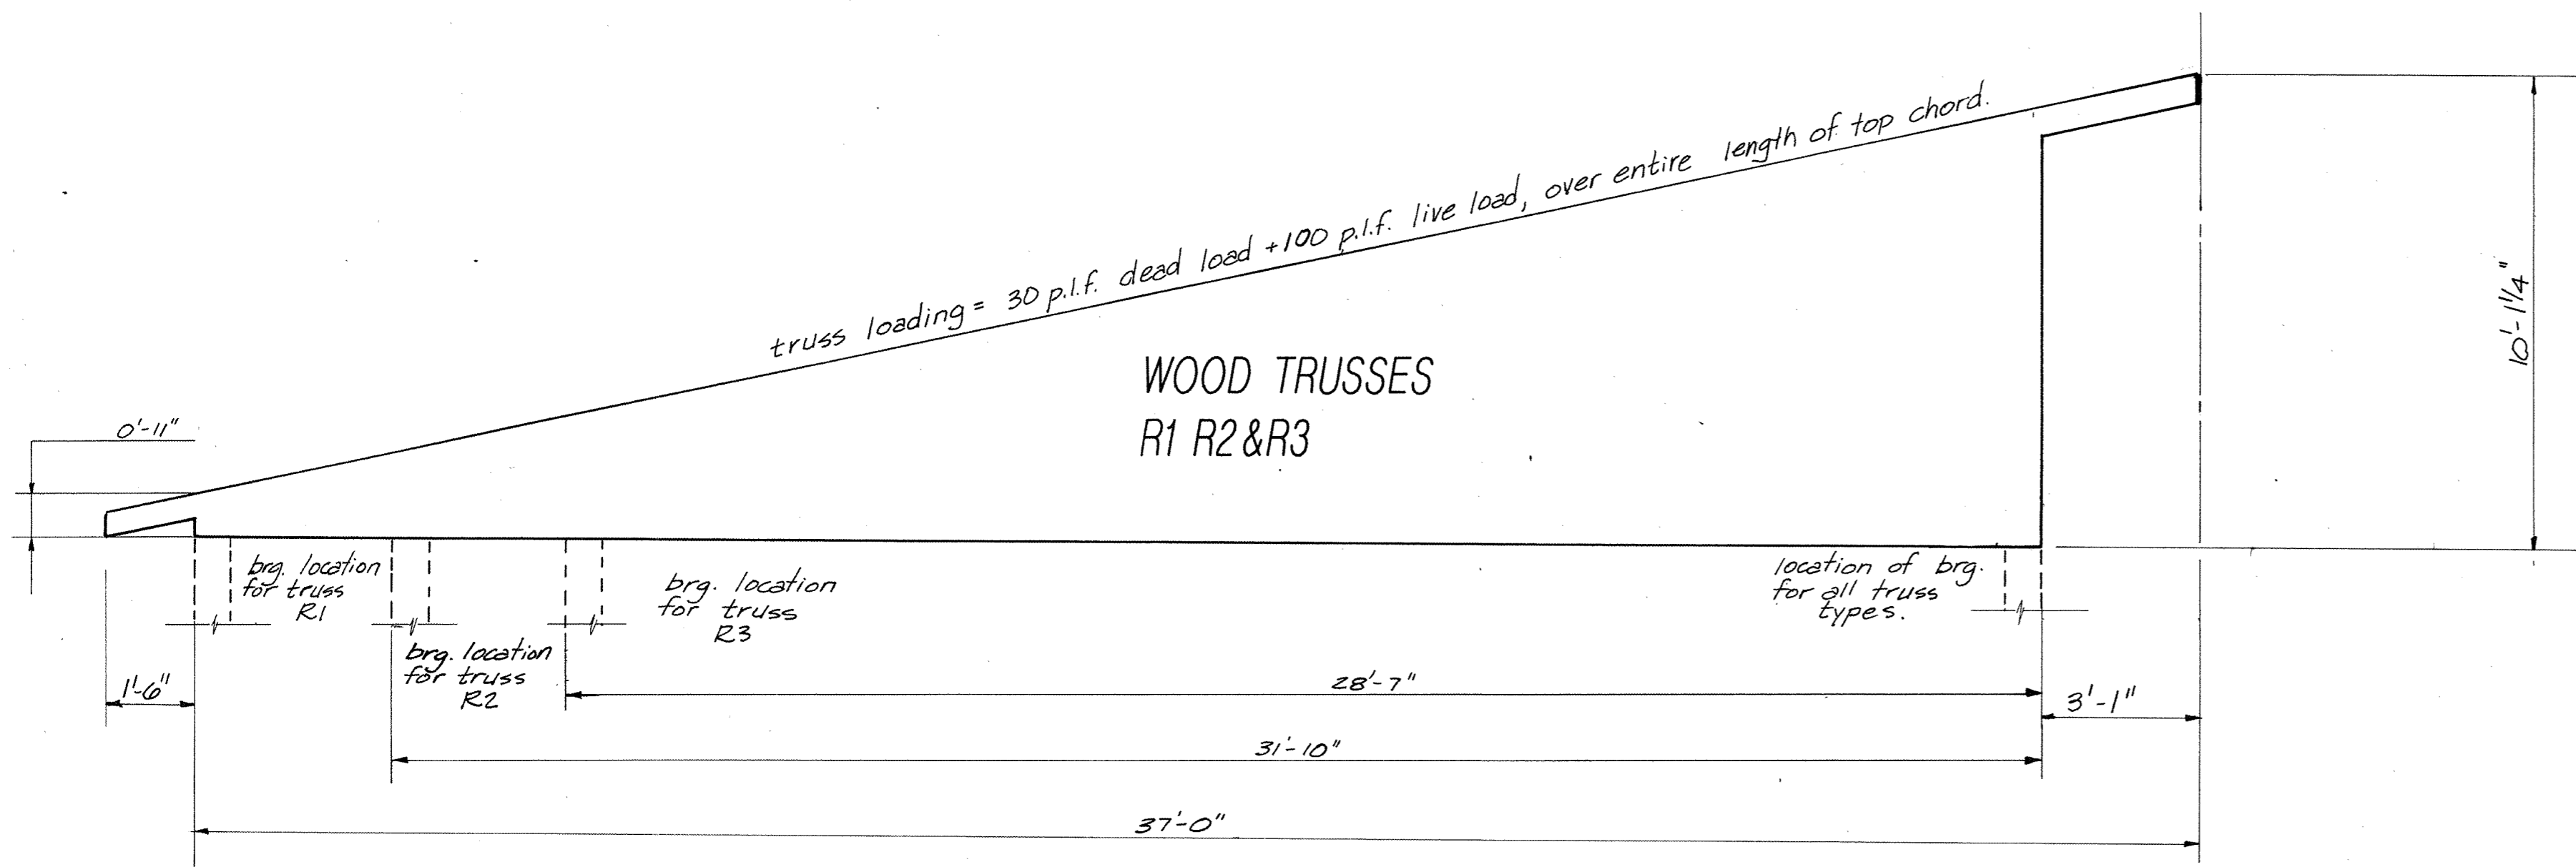 truss loading = 30 p.l.f. dead load +100 p.l.f. live load, over entire length of top chord.
WOOD TRUSSES
R1 R2&R3
10'-1 1/4"
0'-11"
brg. location
for truss
R1
brg. location
for truss
R2
brg. location
for truss
R3
location of brg.
for all truss
types.
1'-6"
28'-7"
3'-1"
31'-10"
37'-0"